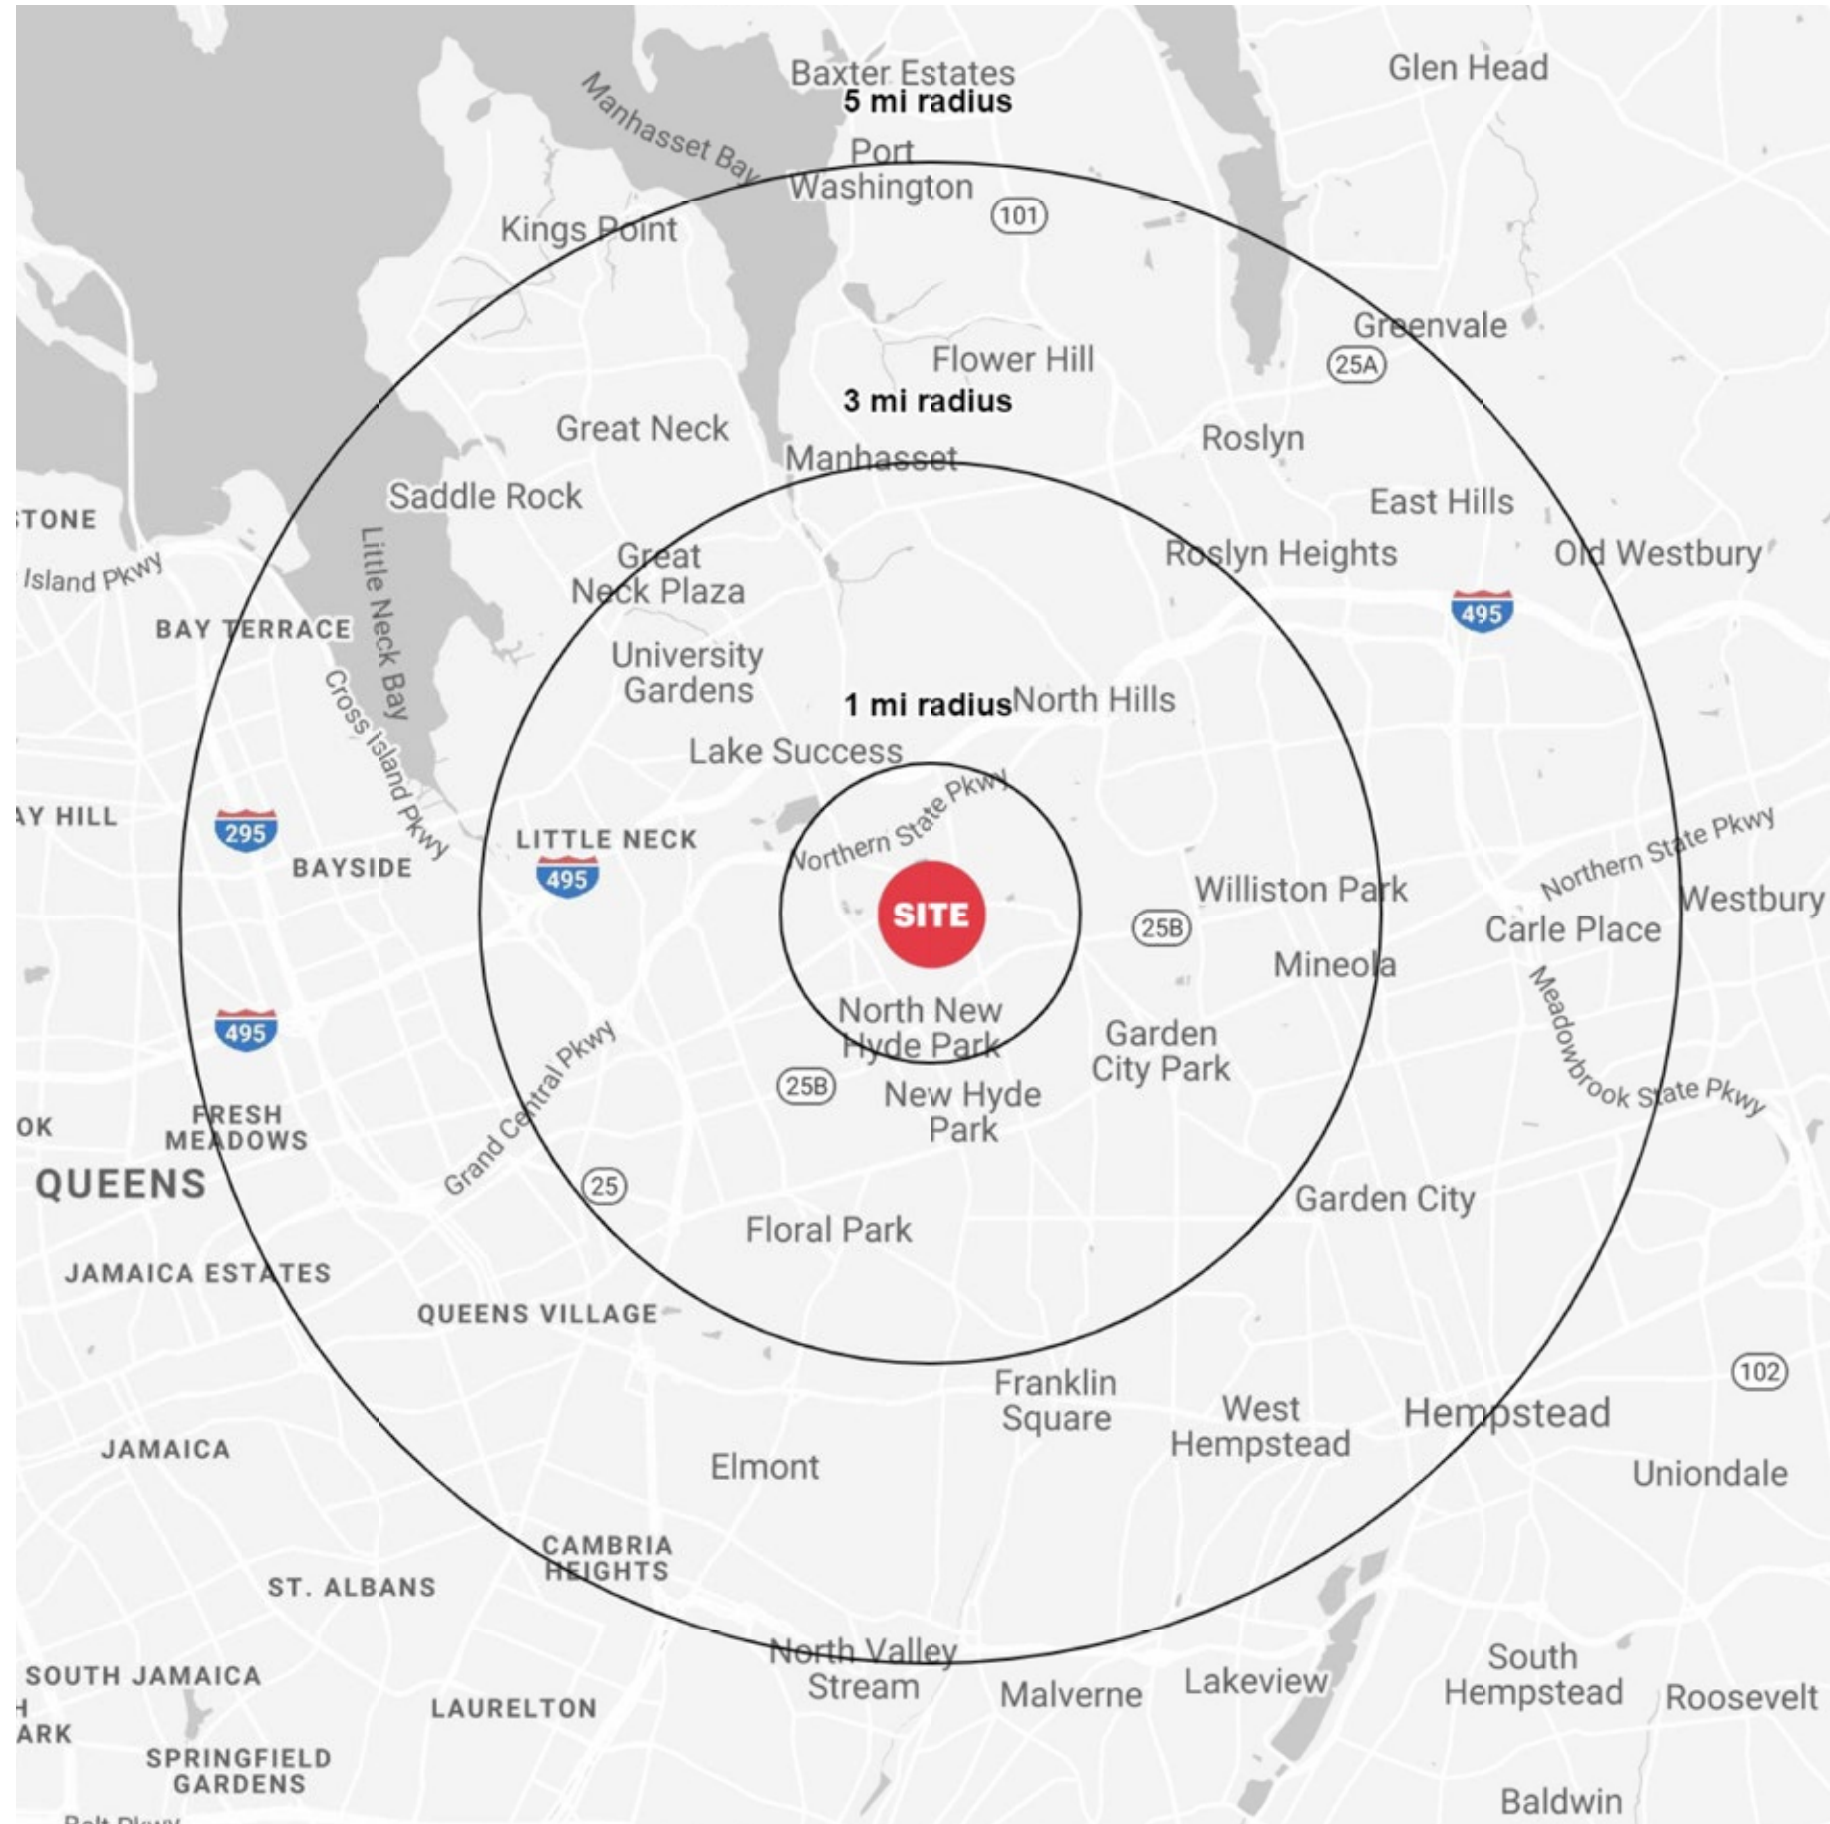 Baxter Estates
Glen Head
5 mi radius
Manhasset Bay
Port
Washington
101
Kings Point
Greenvale
25A
Flower Hill
3 mi radius
Great Neck
Roslyn
Manhasset
Saddle Rock
East Hills
STONE
Great
Neck Plaza
Roslyn Heights
Old Westbury
Island Pkwy
Little Neck Bay
495
BAY TERRACE
University
Gardens
Cross Island Pkwy
1 mi radius
North Hills
Lake Success
Northern State Pkwy
AY HILL
295
LITTLE NECK
Northern State Pkwy
BAYSIDE
495
Williston Park
Westbury
SITE
25B
Carle Place
Mineola
Meadowbrook State Pkwy
495
North New
Hyde Park
Garden
City Park
Grand Central Pkwy
25B
New Hyde
Park
OK
FRESH
MEADOWS
QUEENS
25
Garden City
Floral Park
JAMAICA ESTATES
QUEENS VILLAGE
102
Franklin
Square
West
Hempstead
Hempstead
JAMAICA
Elmont
Uniondale
CAMBRIA
HEIGHTS
ST. ALBANS
North Valley
Stream
SOUTH JAMAICA
Malverne
Lakeview
South
Hempstead
Roosevelt
H
ARK
LAURELTON
SPRINGFIELD
GARDENS
Baldwin
Belt Pkwy